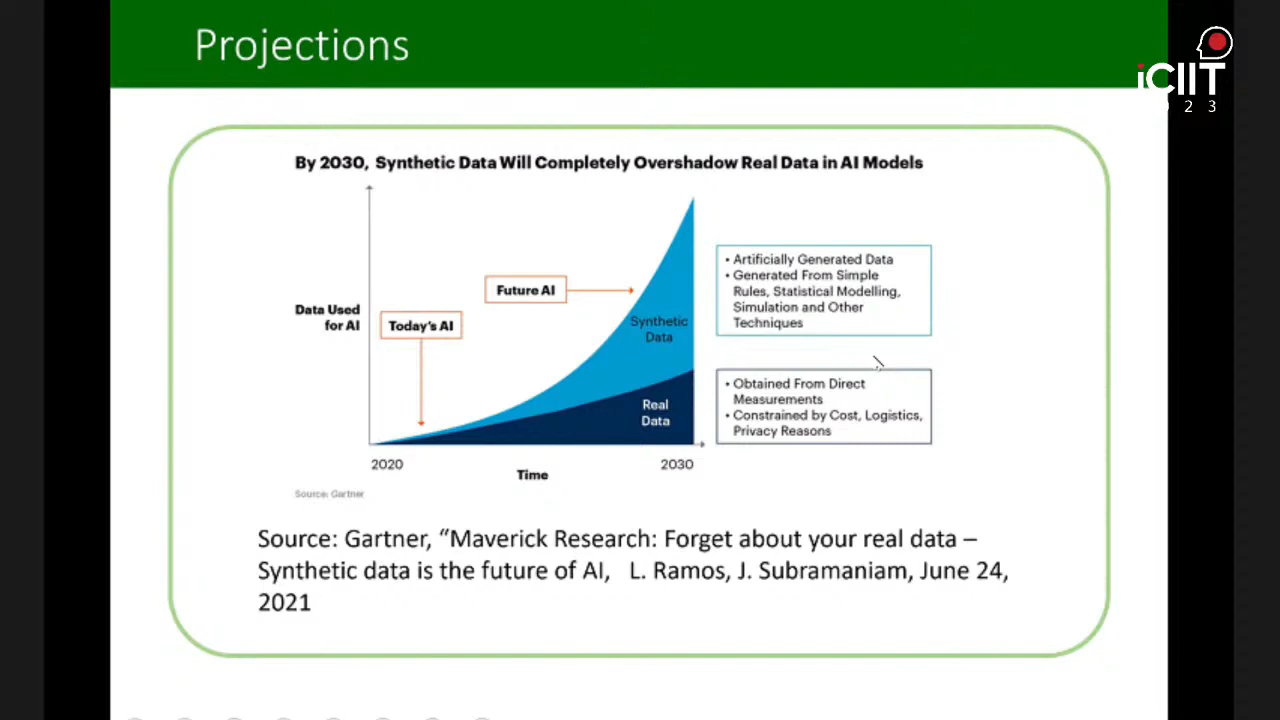 Projections
iCIIT
2 3
By 2030, Synthetic Data Will Completely Overshadow Real Data in AI Models
Data Used
for AI
Today's AI
Future AI
Synthetic
Data
Real
Data
• Artificially Generated Data
• Generated From Simple
Rules, Statistical Modelling,
Simulation and Other
Techniques
• Obtained From Direct
Measurements
• Constrained by Cost, Logistics,
Privacy Reasons
2020
2030
Time
Source: Gartner
Source: Gartner, “Maverick Research: Forget about your real data –
Synthetic data is the future of AI, L. Ramos, J. Subramaniam, June 24,
2021